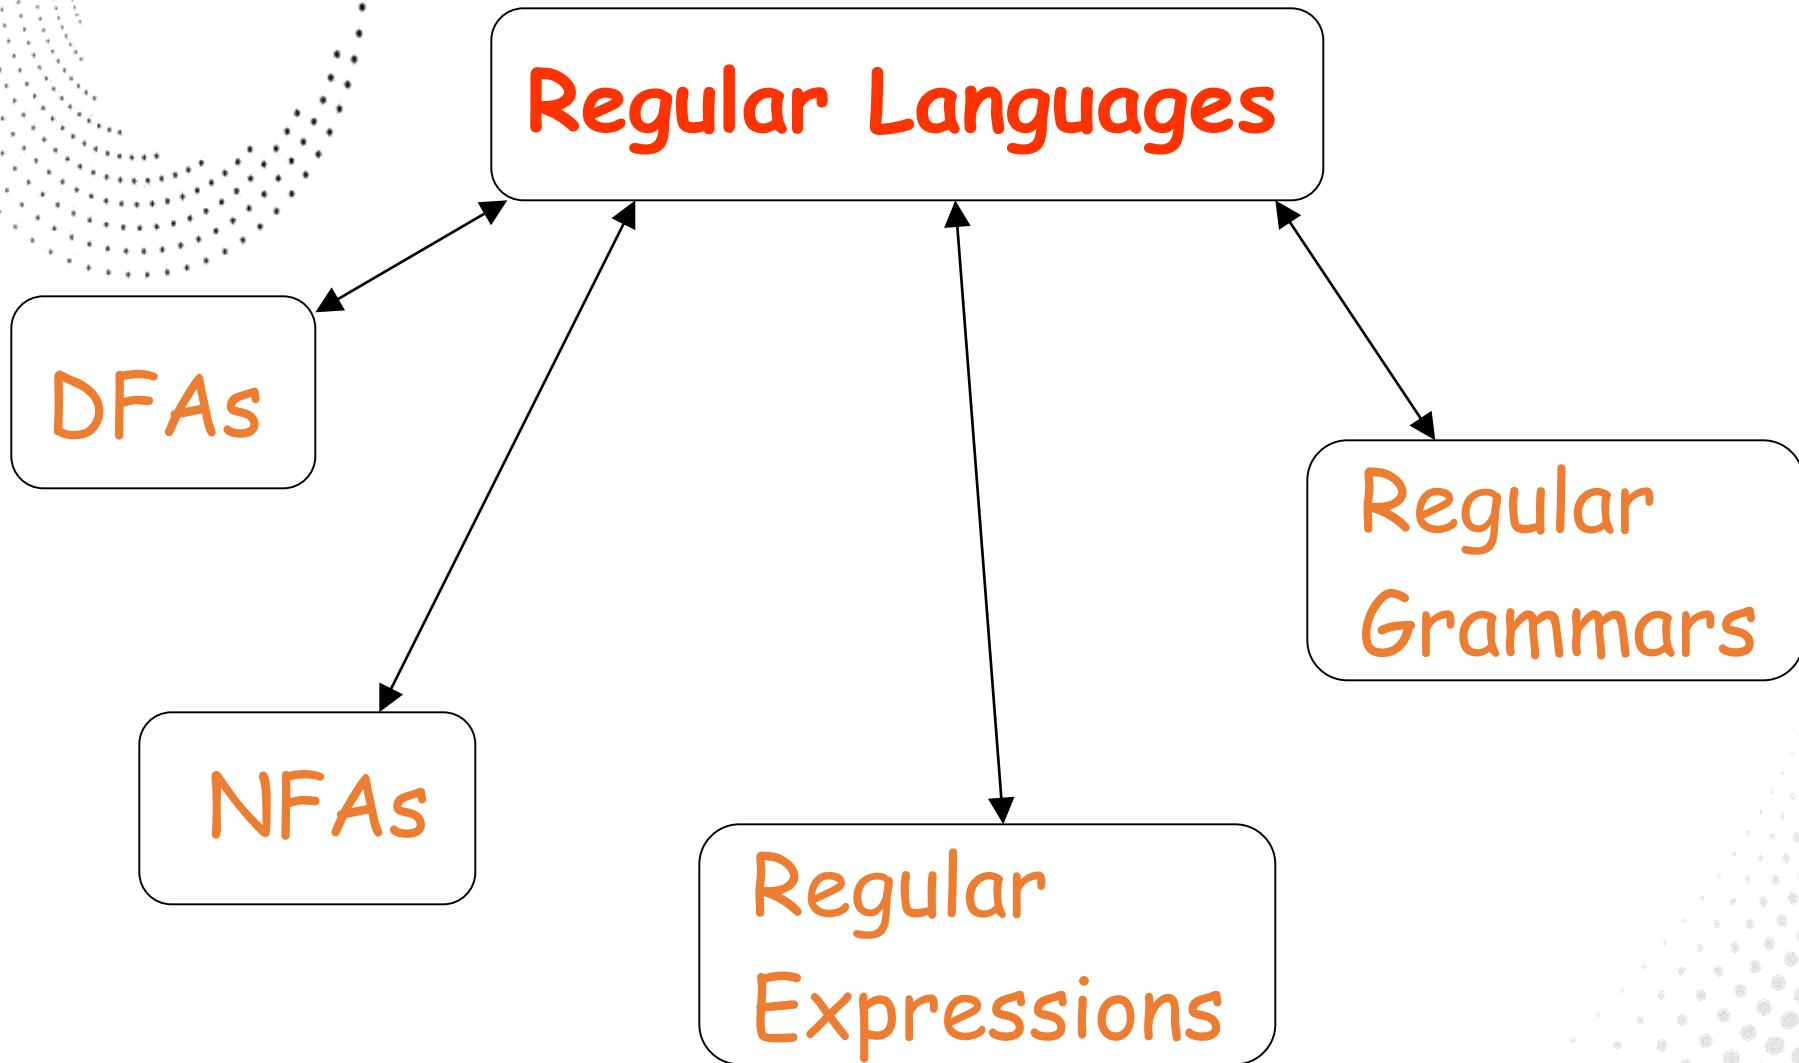 Regular Languages
DFAs
Regular
Grammars
NFAs
Regular
Expressions